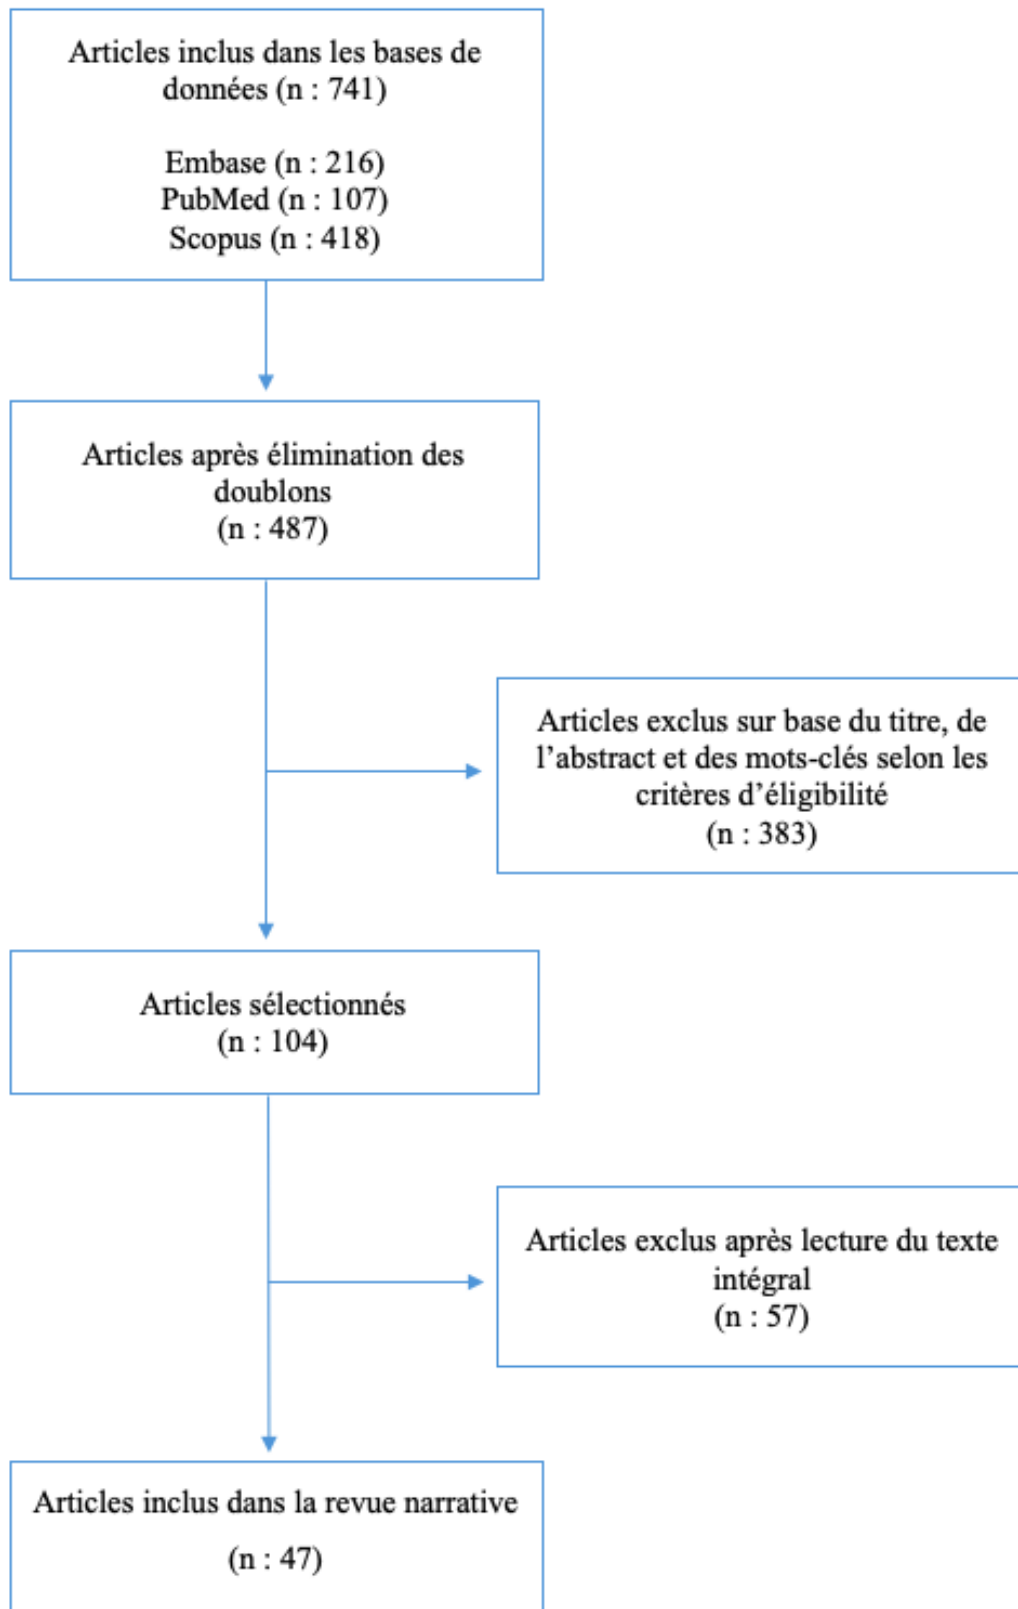 Articles inclus dans les bases de
données (n : 741)
Embase (n : 216)
PubMed (n : 107)
Scopus (n : 418)
Articles après élimination des
doublons
(n : 487)
Articles exclus sur base du titre, de
l’abstract et des mots-clés selon les
critères d’éligibilité
(n : 383)
Articles sélectionnés
(n : 104)
Articles exclus après lecture du texte
intégral
(n : 57)
Articles inclus dans la revue narrative
(n : 47)